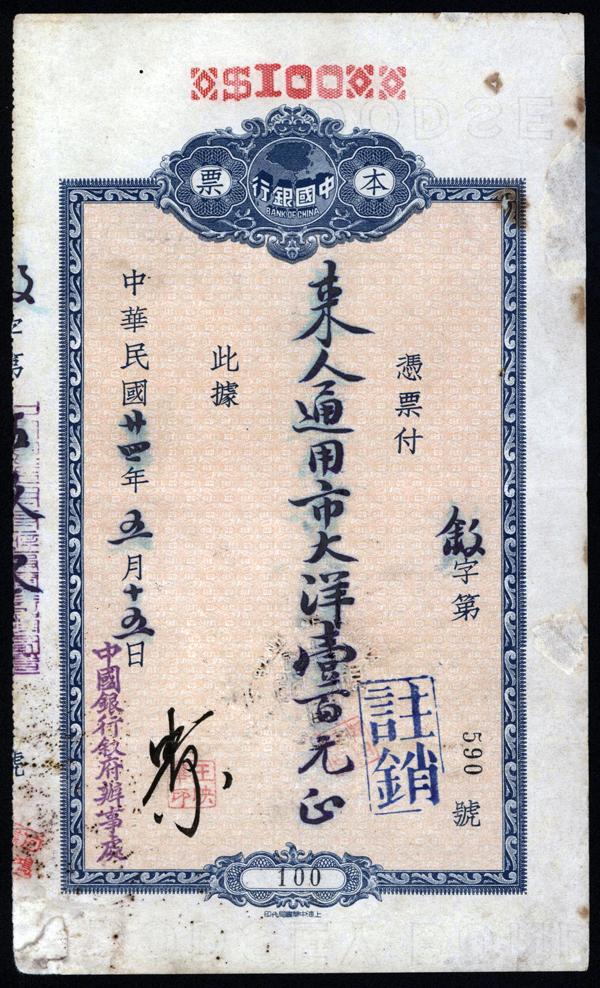 $100
本票
中國銀行
BANK OF CHINA
敘字第 590 號
憑票付
来人通用市大洋壹百元正
此據
中華民國廿四年五月十五日
中國銀行敘府辦事處
註銷
100